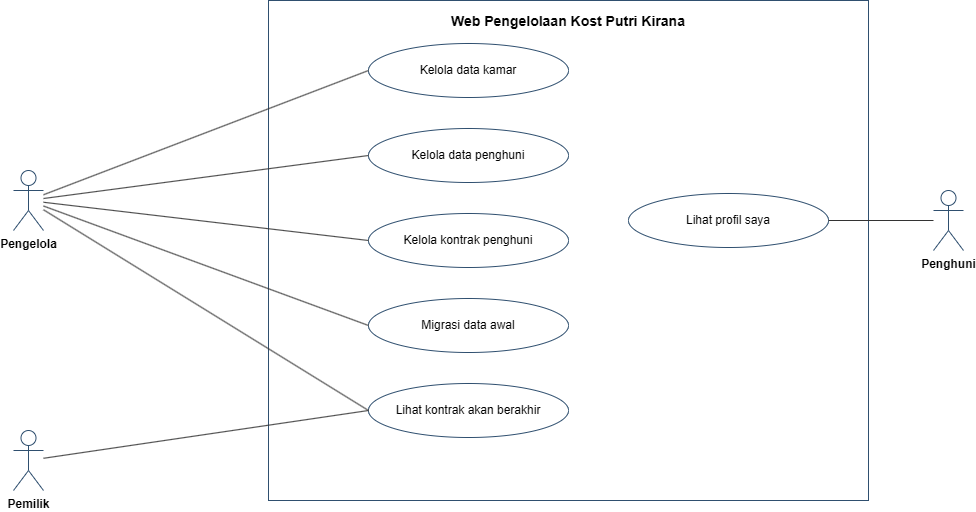 Web Pengelolaan Kost Putri Kirana
Kelola data kamar
Kelola data penghuni
Kelola kontrak penghuni
Migrasi data awal
Lihat kontrak akan berakhir
Lihat profil saya
Pengelola
Pemilik
Penghuni